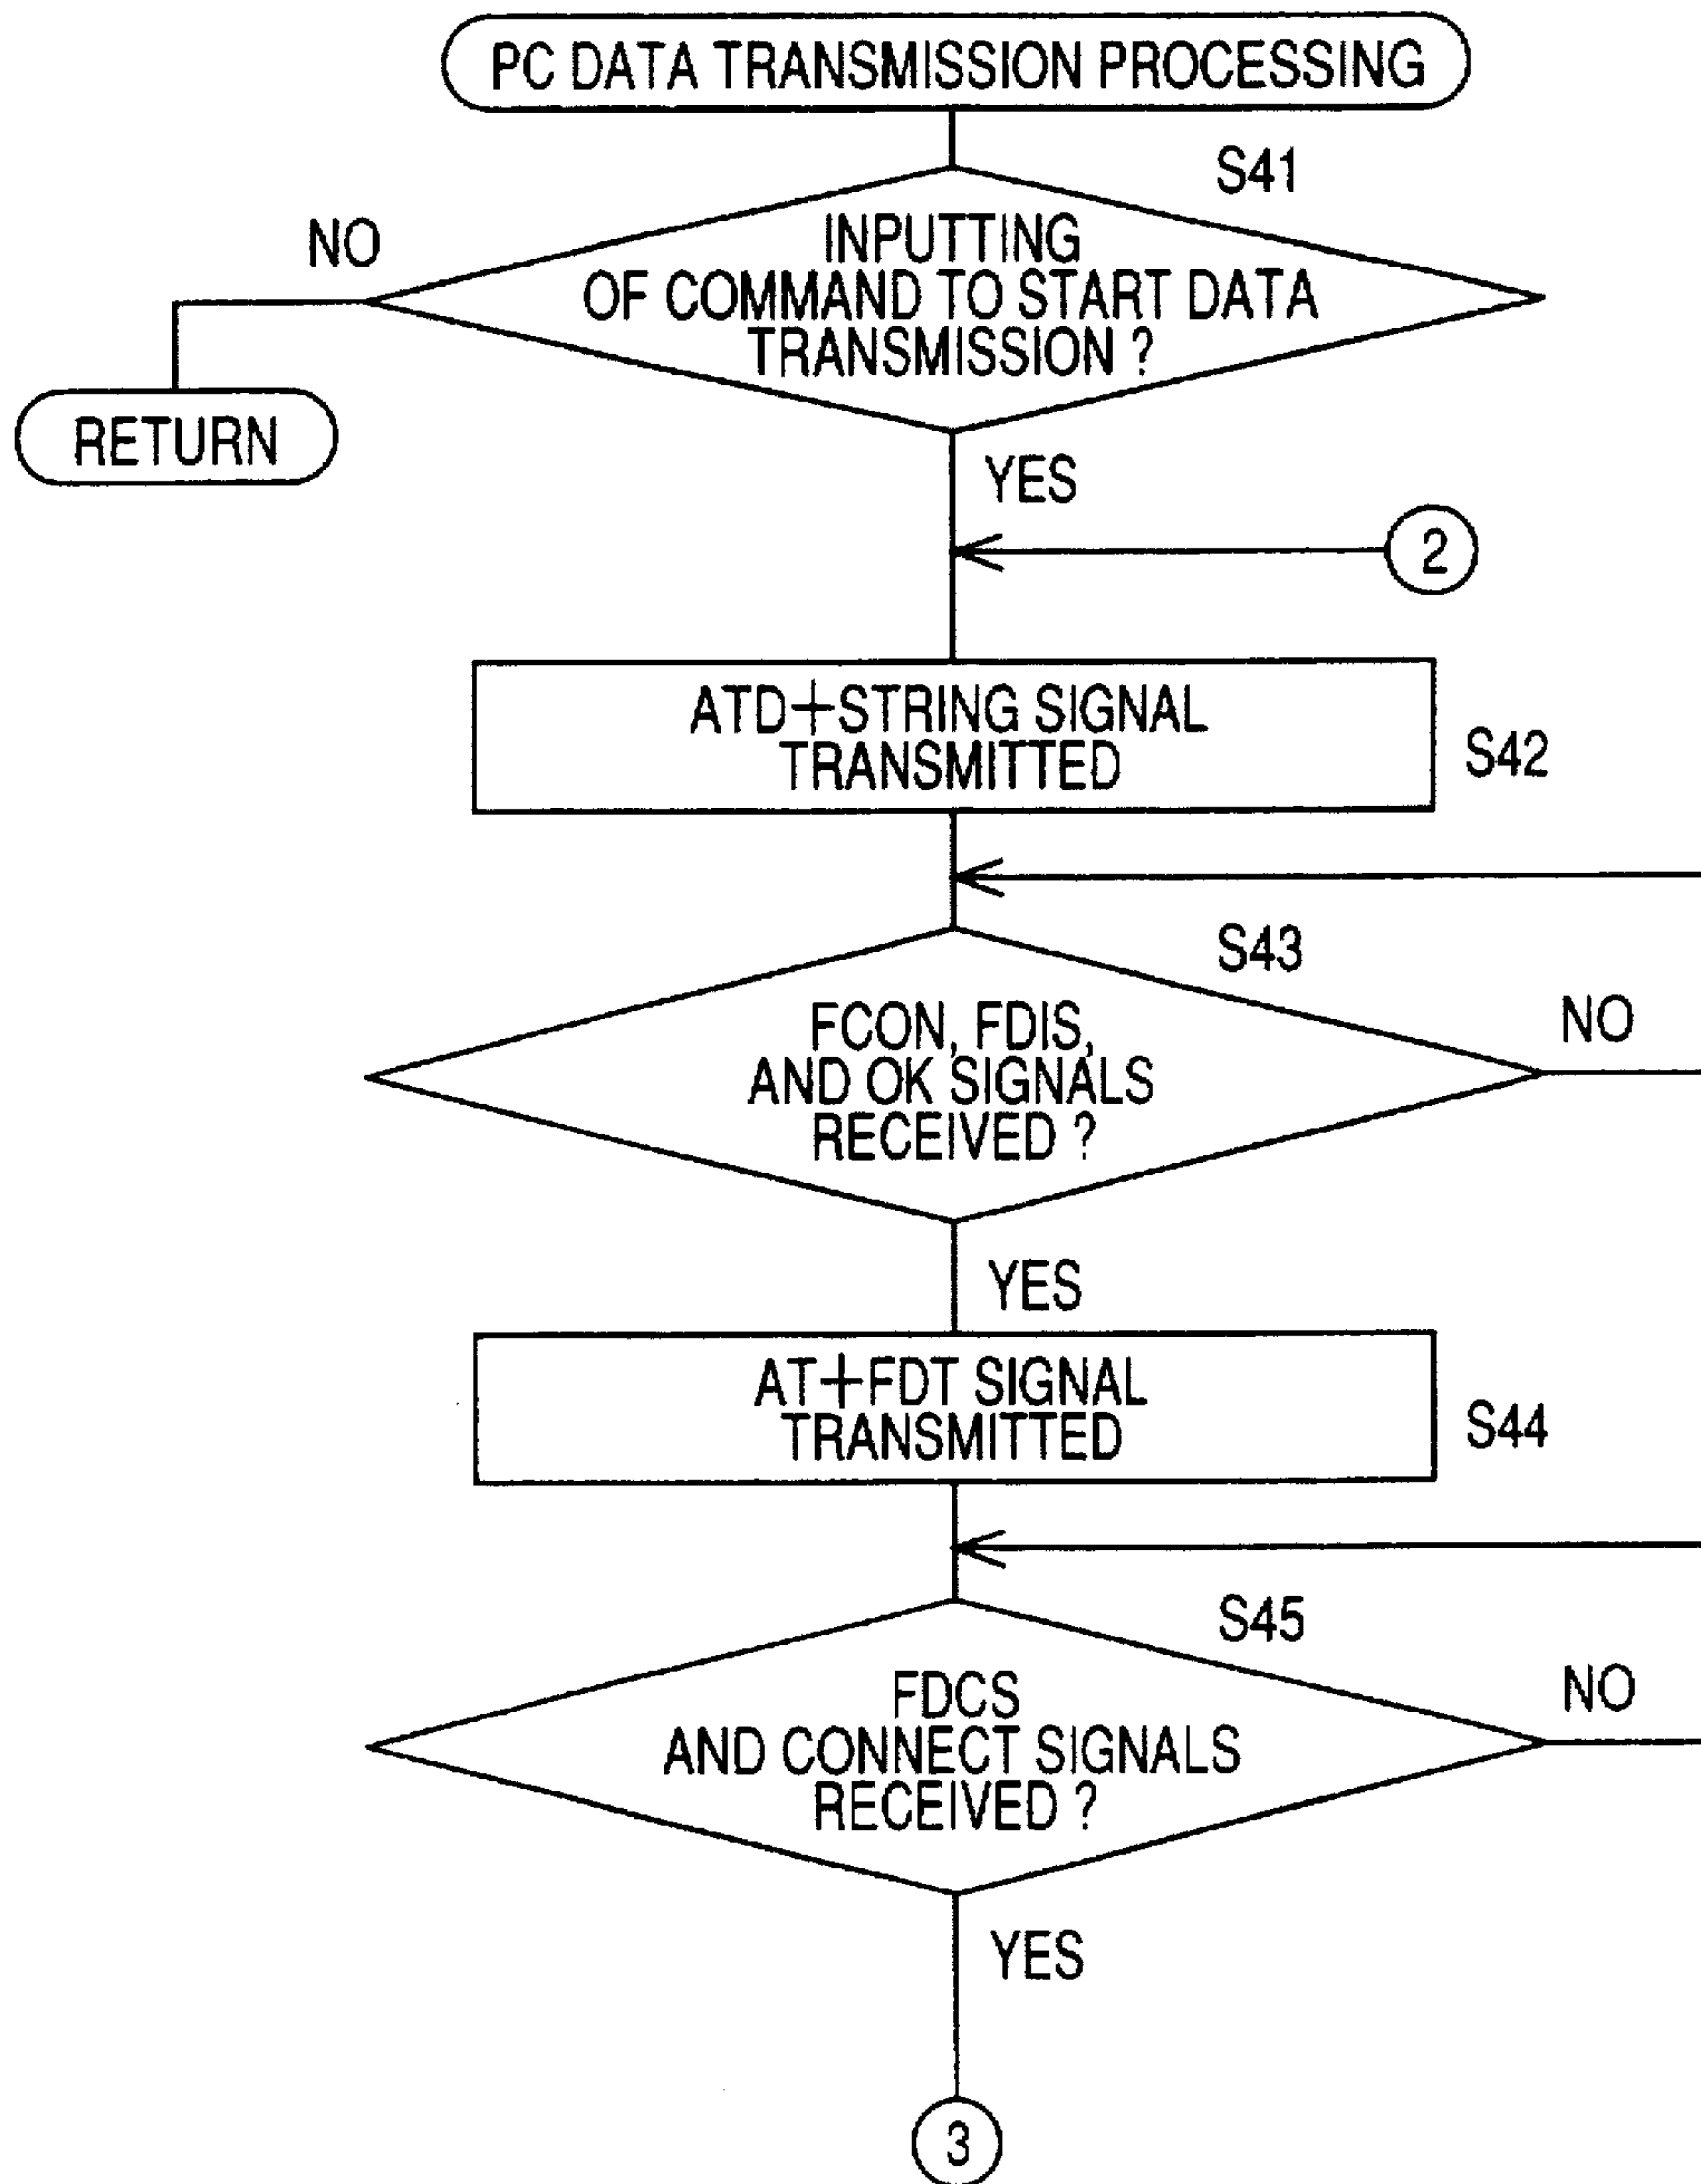 PC DATA TRANSMISSION PROCESSING
S41
NO
INPUTTING
OF COMMAND TO START DATA
TRANSMISSION ?
RETURN
YES
2
ATD+STRING SIGNAL
TRANSMITTED
S42
S43
FCON, FDIS,
AND OK SIGNALS
RECEIVED ?
NO
YES
AT+FDT SIGNAL
TRANSMITTED
S44
S45
FDCS
AND CONNECT SIGNALS
RECEIVED ?
NO
YES
3